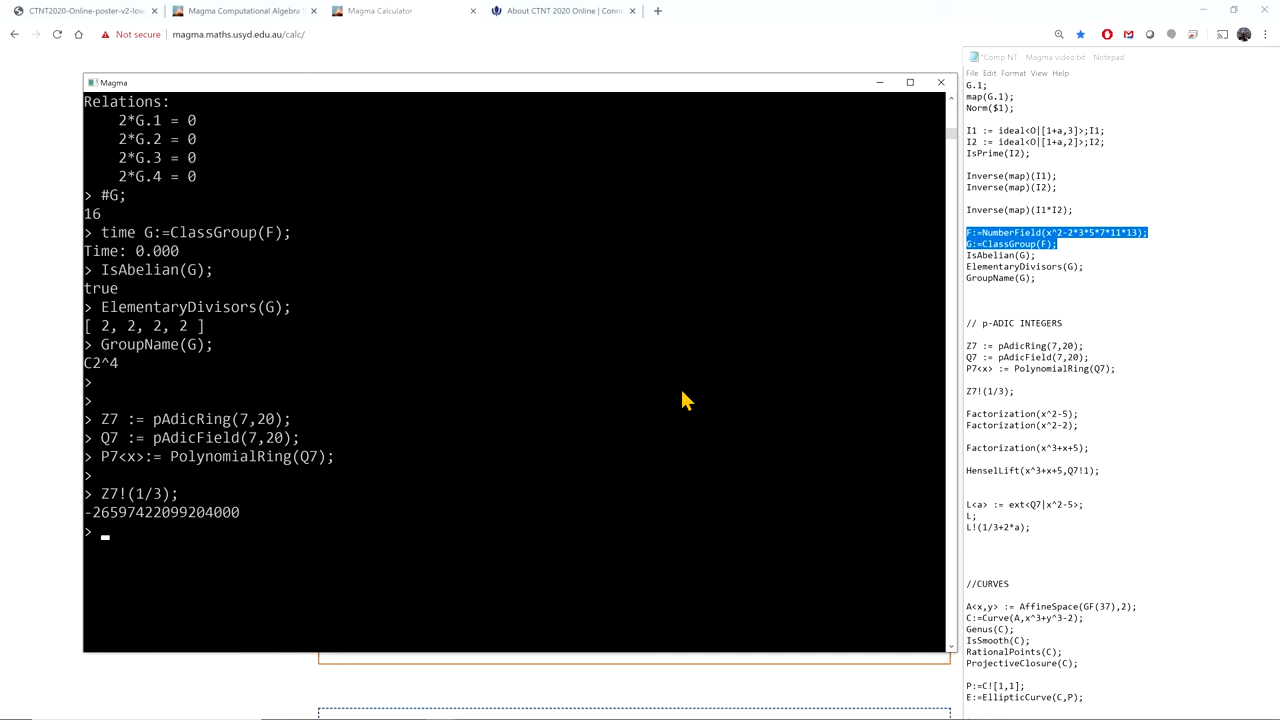 CTNT2020-Online-poster-v2-low
Magma Computational Algebra S
Magma Calculator
About CTNT 2020 Online | Conne
Not secure
magma.maths.usyd.edu.au/calc/
Magma
Relations:
2*G.1 = 0
2*G.2 = 0
2*G.3 = 0
2*G.4 = 0
> #G;
16
> time G:=ClassGroup(F);
Time: 0.000
> IsAbelian(G);
true
> ElementaryDivisors(G);
[ 2, 2, 2, 2 ]
> GroupName(G);
C2^4
>
>
> Z7 := pAdicRing(7,20);
> Q7 := pAdicField(7,20);
> P7<x>:= PolynomialRing(Q7);
>
> Z7!(1/3);
-26597422099204000
>
*Comp NT - Magma video.txt - Notepad
File Edit Format View Help
G.1;
map(G.1);
Norm($1);
I1 := ideal<O|[1+a,3]>;I1;
I2 := ideal<O|[1+a,2]>;I2;
IsPrime(I2);
Inverse(map)(I1);
Inverse(map)(I2);
Inverse(map)(I1*I2);
F:=NumberField(x^2-2*3*5*7*11*13);
G:=ClassGroup(F);
IsAbelian(G);
ElementaryDivisors(G);
GroupName(G);
// p-ADIC INTEGERS
Z7 := pAdicRing(7,20);
Q7 := pAdicField(7,20);
P7<x> := PolynomialRing(Q7);
Z7!(1/3);
Factorization(x^2-5);
Factorization(x^2-2);
Factorization(x^3+x+5);
HenselLift(x^3+x+5,Q7!1);
L<a> := ext<Q7|x^2-5>;
L;
L!(1/3+2*a);
//CURVES
A<x,y> := AffineSpace(GF(37),2);
C:=Curve(A,x^3+y^3-2);
Genus(C);
IsSmooth(C);
RationalPoints(C);
ProjectiveClosure(C);
P:=C![1,1];
E:=EllipticCurve(C,P);